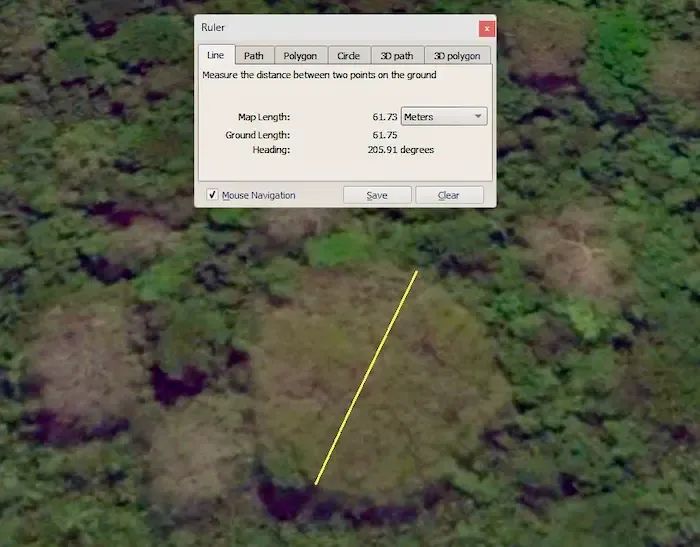 Ruler
Line Path Polygon Circle 3D path 3D polygon
Measure the distance between two points on the ground
Map Length: 61.73 Meters
Ground Length: 61.75
Heading: 205.91 degrees
Mouse Navigation Save Clear